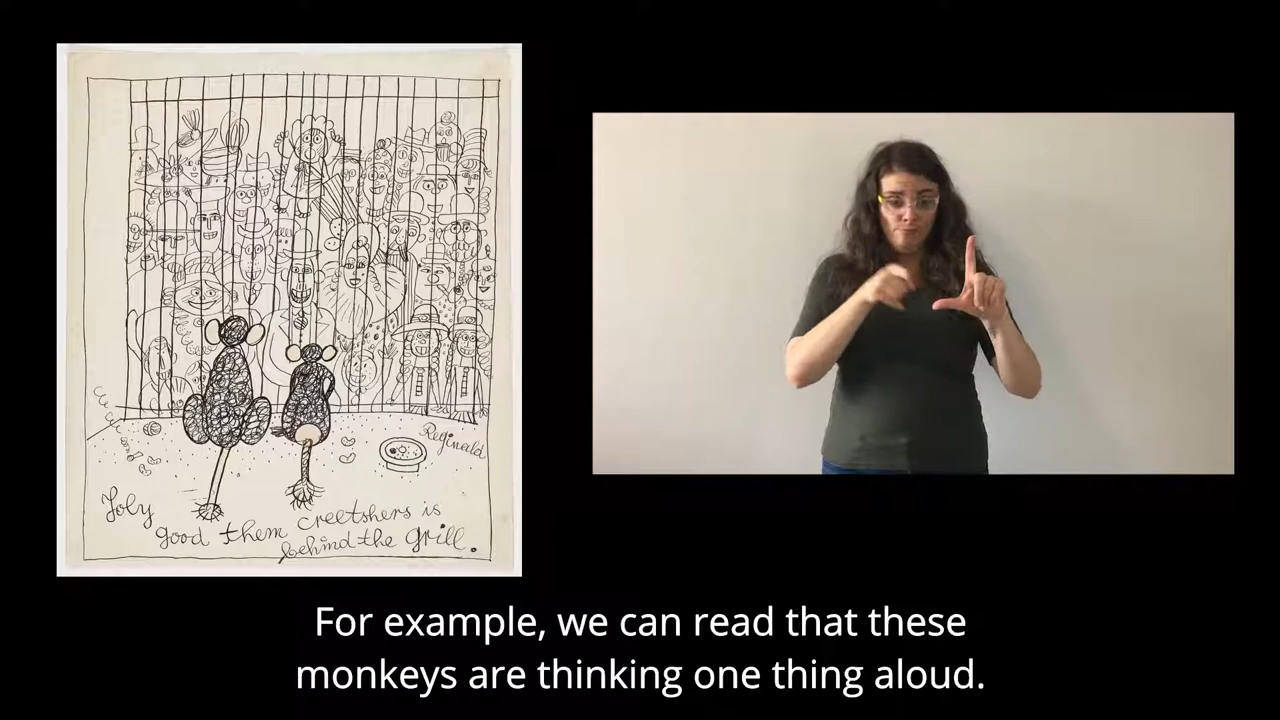 Reginald
Joly
good them creetshers is
behind the grill.
For example, we can read that these
monkeys are thinking one thing aloud.